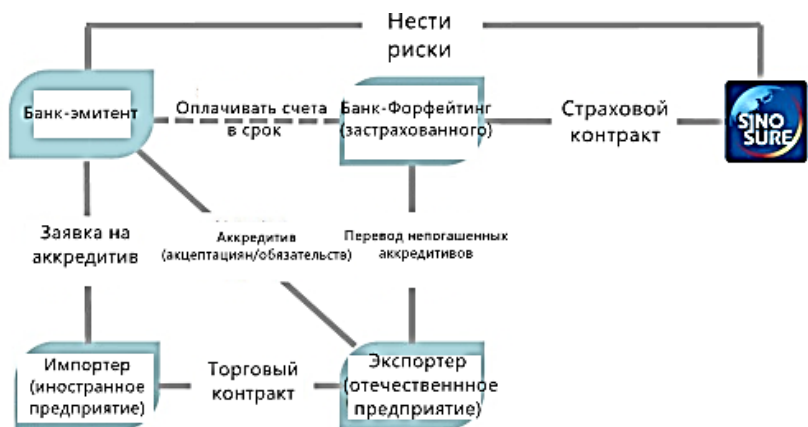 Нести
риски
Банк-эмитент
Оплачивать счета
в срок
Банк-Форфейтинг
(застрахованного)
Страховой
контракт
SINO
SURE
Заявка на
аккредитив
Аккредитив
(акцептациян/обязательств)
Перевод непогашенных
аккредитивов
Импортер
(иностранное
предприятие)
Торговый
контракт
Экспортер
(отечественнное
предприятие)